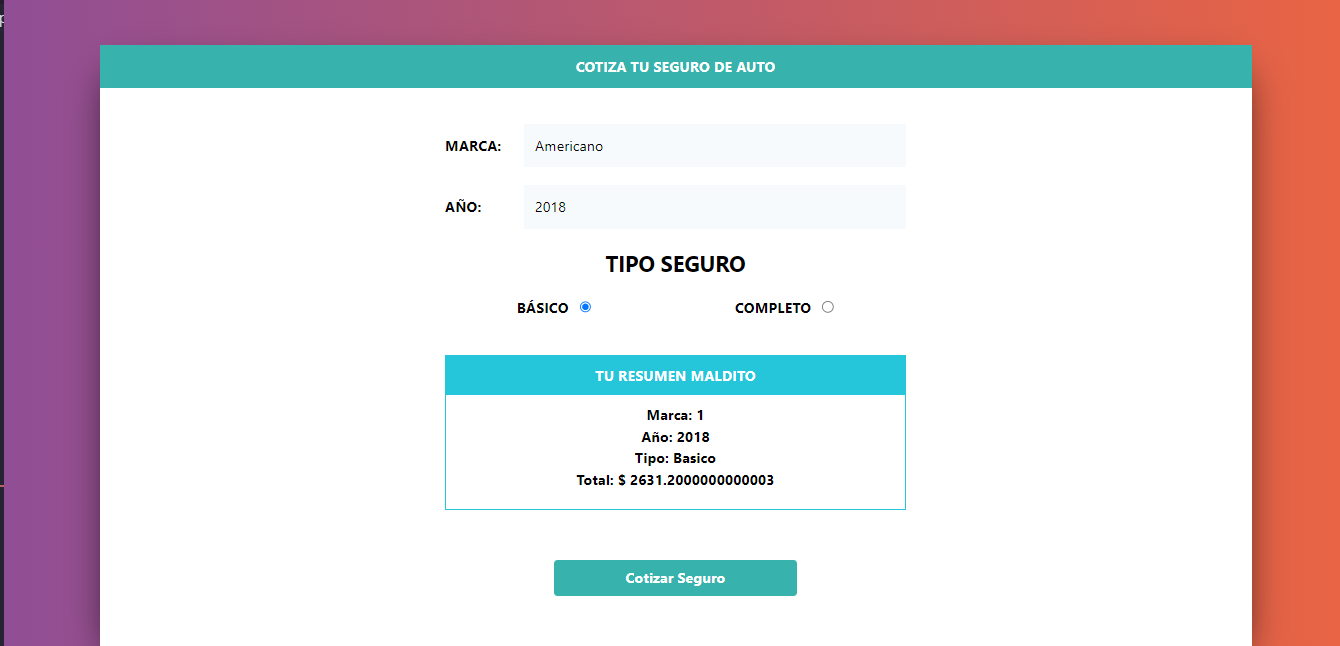 COTIZA TU SEGURO DE AUTO
MARCA: Americano
AÑO: 2018
TIPO SEGURO
BÁSICO COMPLETO
TU RESUMEN MALDITO
Marca: 1
Año: 2018
Tipo: Basico
Total: $ 2631.2000000000003
Cotizar Seguro